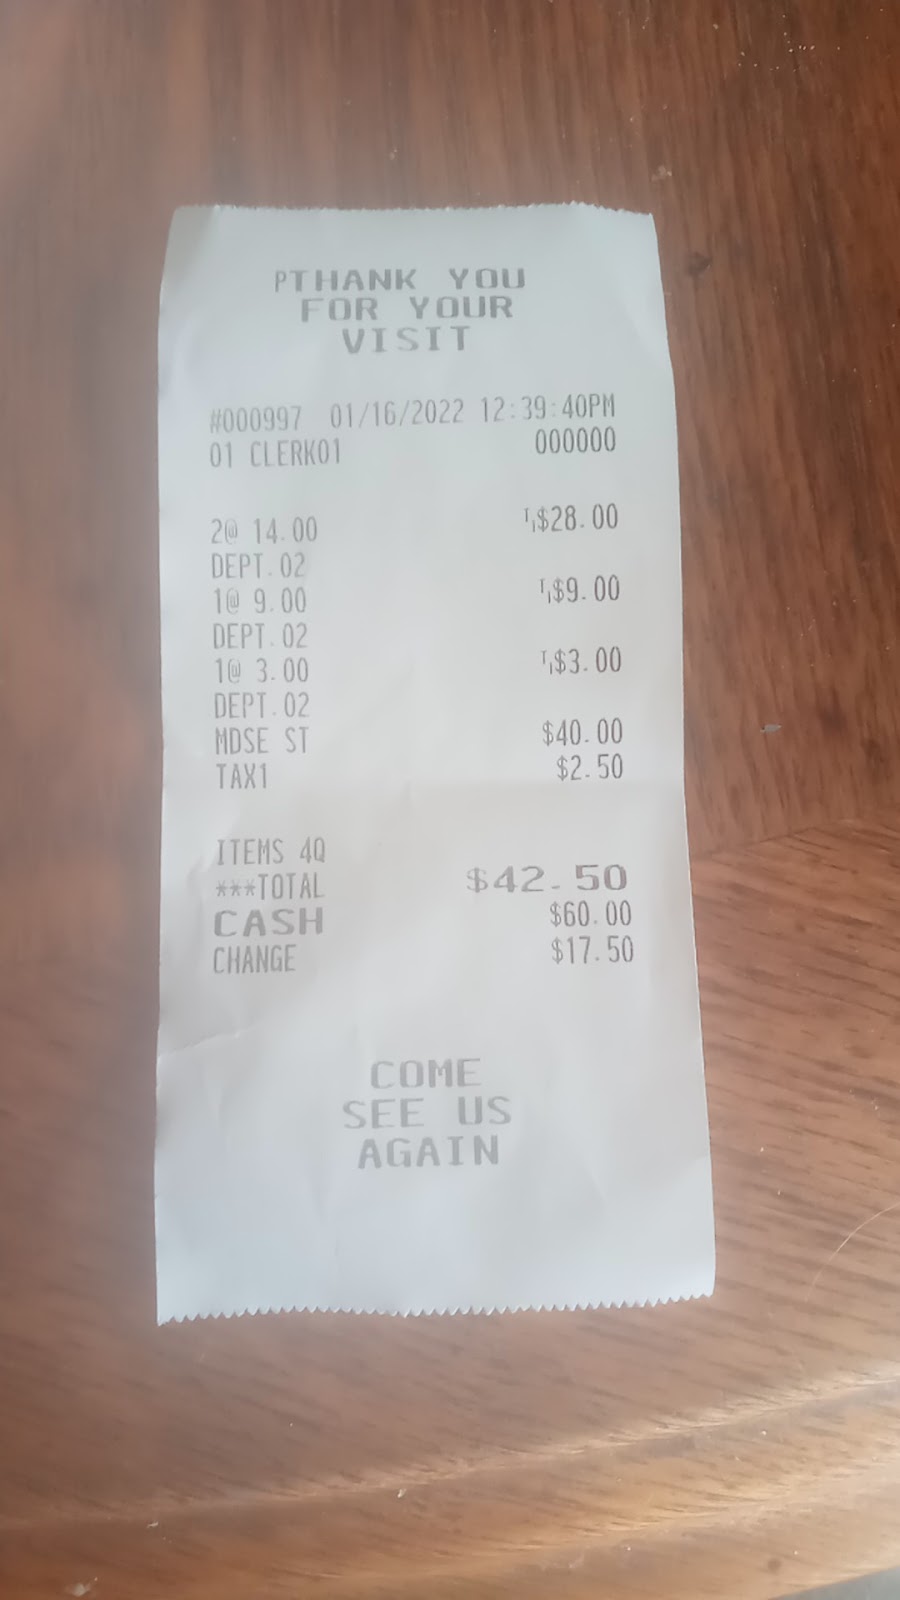 PTHANK YOU
FOR YOUR
VISIT
#000997 01/16/2022 12:39:40PM
01 CLERK01 000000
2@ 14.00 T1$28.00
DEPT.02
1@ 9.00 T1$9.00
DEPT.02
1@ 3.00 T1$3.00
DEPT.02
MDSE ST $40.00
TAX1 $2.50
ITEMS 4Q
***TOTAL $42.50
CASH $60.00
CHANGE $17.50
COME
SEE US
AGAIN